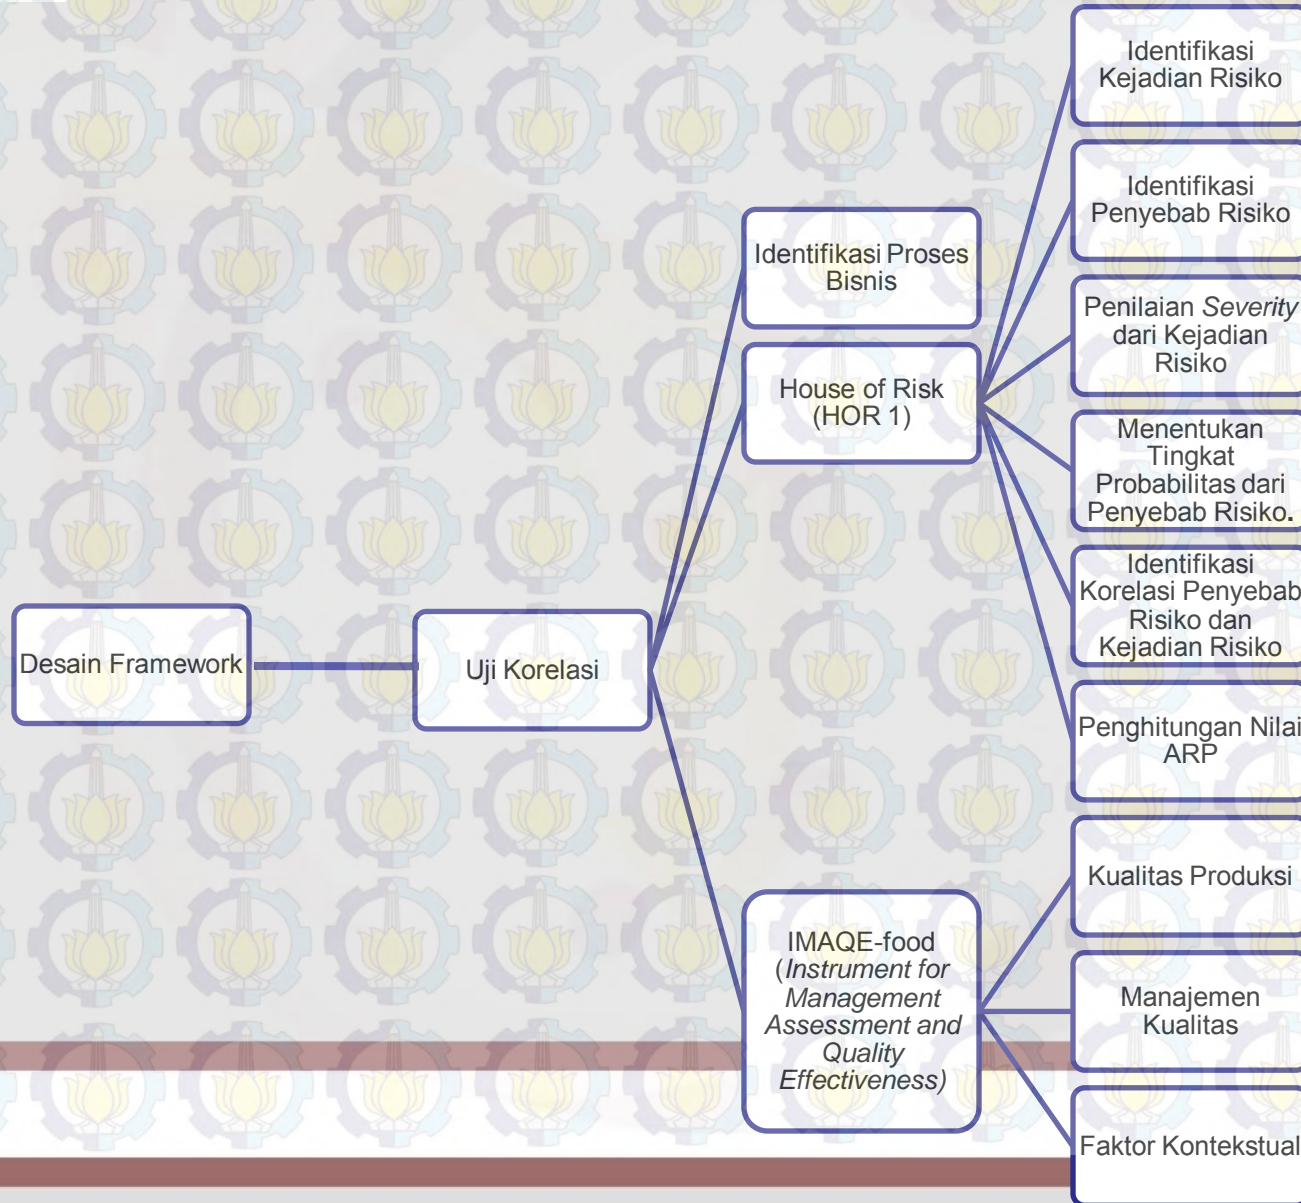 Desain Framework
Uji Korelasi
Identifikasi Proses
Bisnis
House of Risk
(HOR 1)
IMAQE-food
(Instrument for
Management
Assessment and
Quality
Effectiveness)
Identifikasi
Kejadian Risiko
Identifikasi
Penyebab Risiko
Penilaian Severity
dari Kejadian
Risiko
Menentukan
Tingkat
Probabilitas dari
Penyebab Risiko.
Identifikasi
Korelasi Penyebab
Risiko dan
Kejadian Risiko
Penghitungan Nilai
ARP
Kualitas Produksi
Manajemen
Kualitas
Faktor Kontekstual